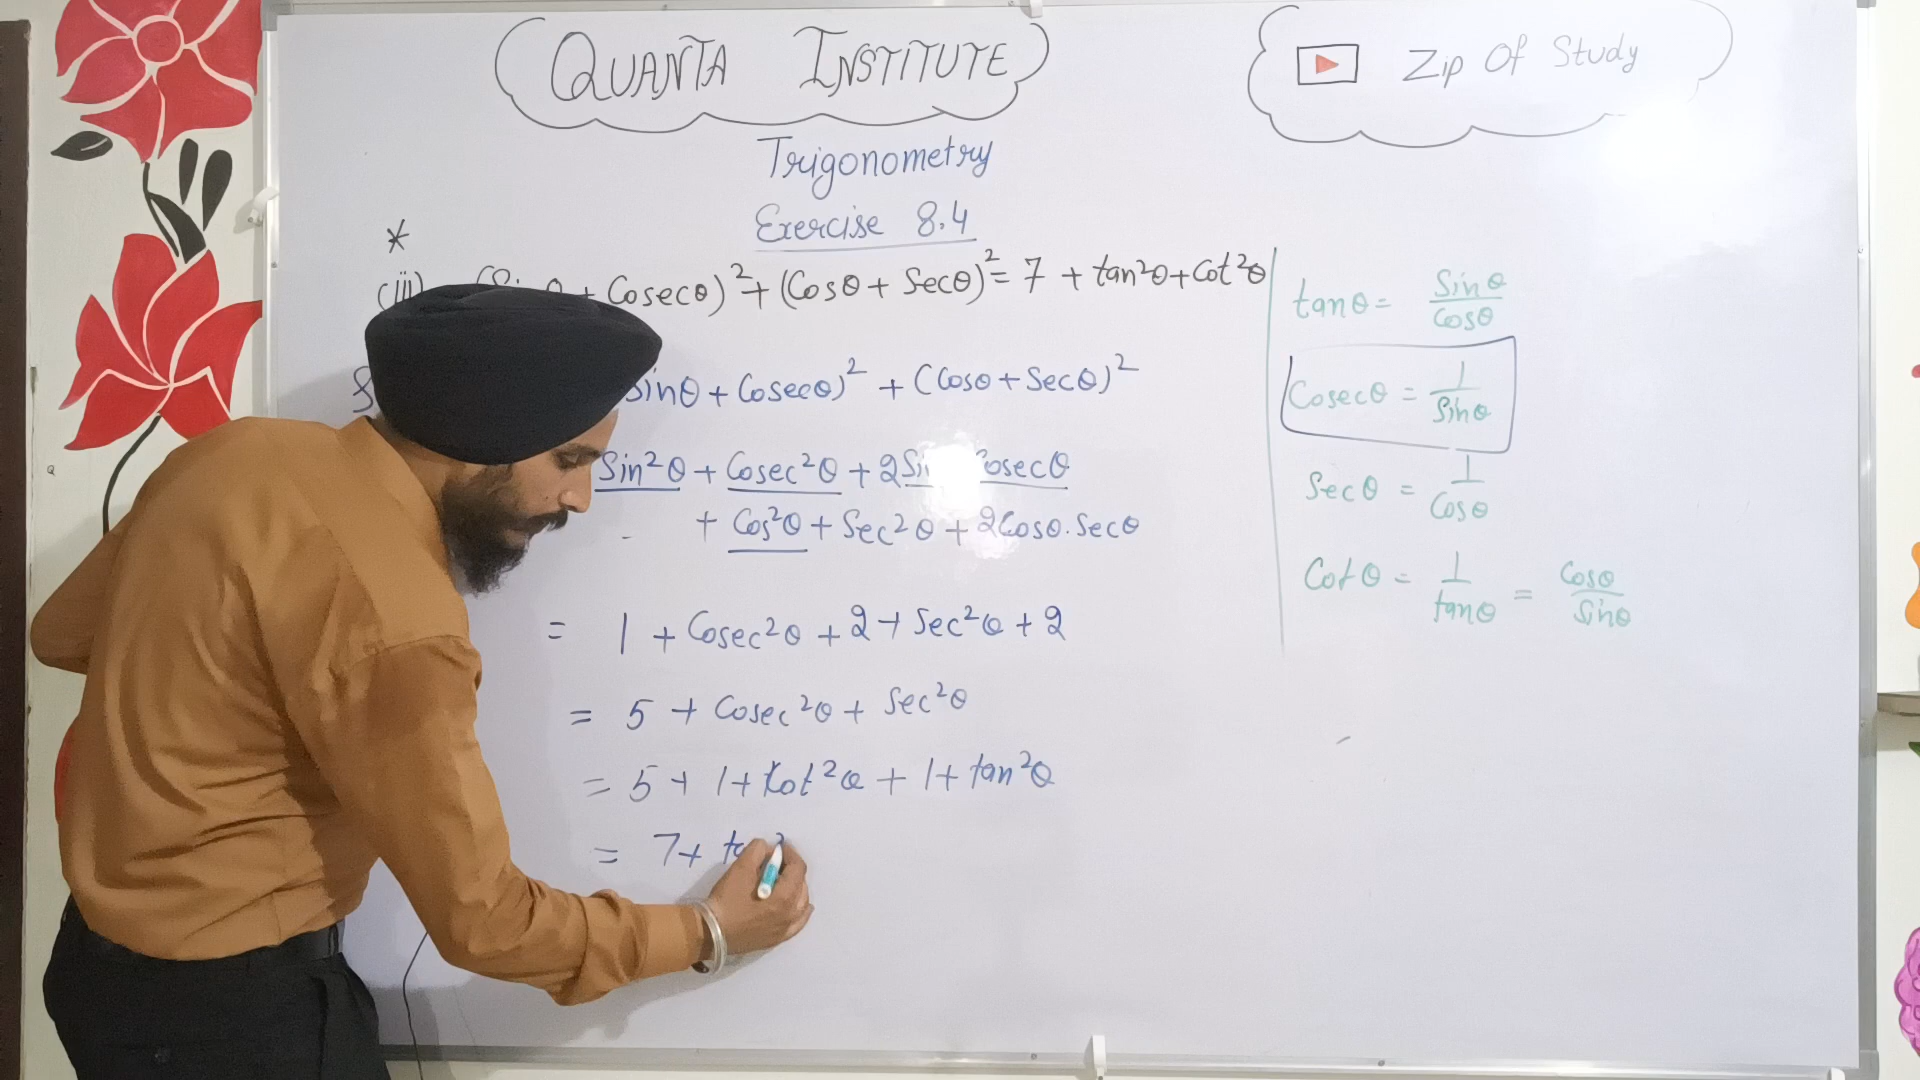 QUANTA INSTITUTE
Zip Of Study
Trigonometry
Exercise 8.4
*
(iii) + Cosecθ)² + (Cosθ + Secθ)² = 7 + tan²θ + Cot²θ
Sinθ + Cosecθ)² + (Cosθ + Secθ)²
Sin²θ + Cosec²θ + 2 Cosecθ
+ Cos²θ + Sec²θ + 2Cosθ.Secθ
= 1 + Cosec²θ + 2 + Sec²θ + 2
= 5 + Cosec²θ + Sec²θ
= 5 + 1 + Cot²θ + 1 + tan²θ
= 7 +
tanθ = Sinθ / Cosθ
Cosecθ = 1 / Sinθ
Secθ = 1 / Cosθ
Cotθ = 1 / tanθ = Cosθ / Sinθ